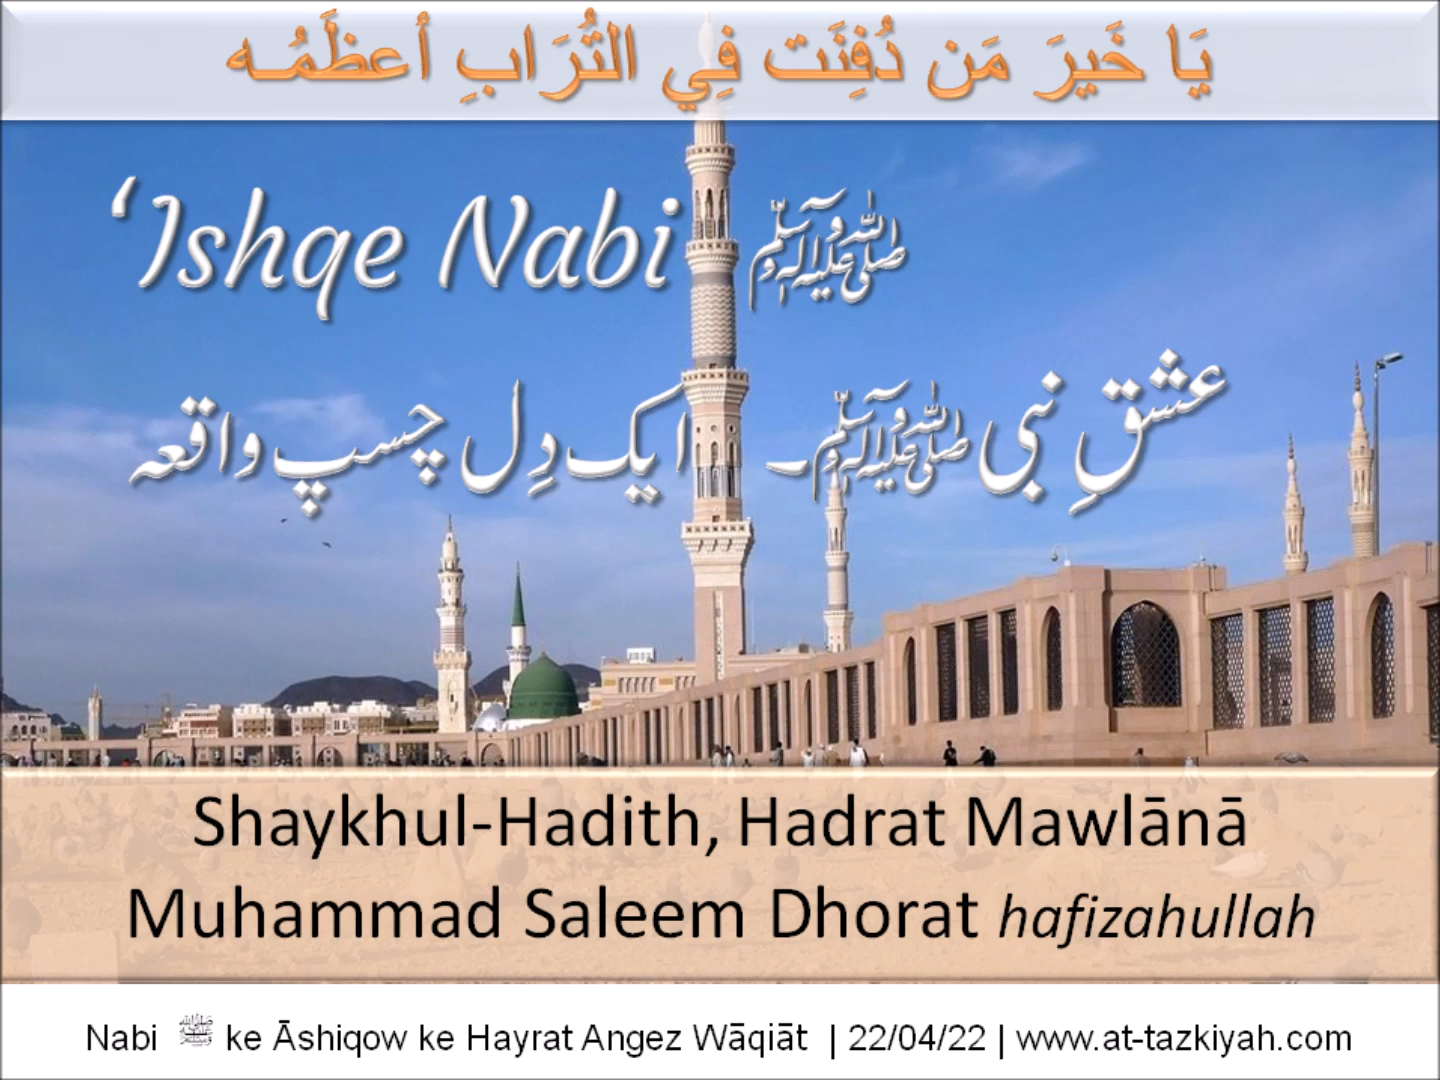 يَا خَيرَ مَن دُفِنَت فِي التُرَابِ أعظَمُـه
‘Ishqe Nabi ﷺ
عشقِ نبی ﷺ۔ ایک دِل چسپ واقعہ
Shaykhul-Hadith, Hadrat Mawlānā
Muhammad Saleem Dhorat hafizahullah
Nabi ﷺ ke Āshiqow ke Hayrat Angez Wāqiāt | 22/04/22 | www.at-tazkiyah.com